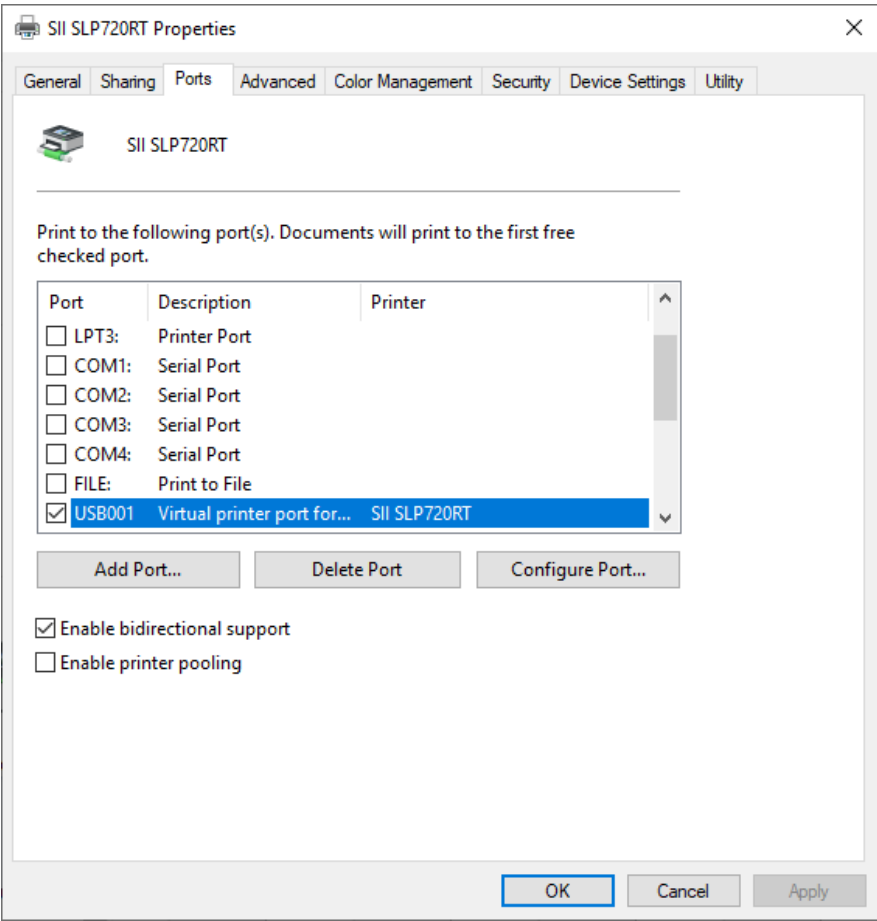 SII SLP720RT Properties
General Sharing Ports Advanced Color Management Security Device Settings Utility
SII SLP720RT
Print to the following port(s). Documents will print to the first free
checked port.
Port Description Printer
LPT3: Printer Port
COM1: Serial Port
COM2: Serial Port
COM3: Serial Port
COM4: Serial Port
FILE: Print to File
USB001 Virtual printer port for... SII SLP720RT
Add Port... Delete Port Configure Port...
Enable bidirectional support
Enable printer pooling
OK Cancel Apply